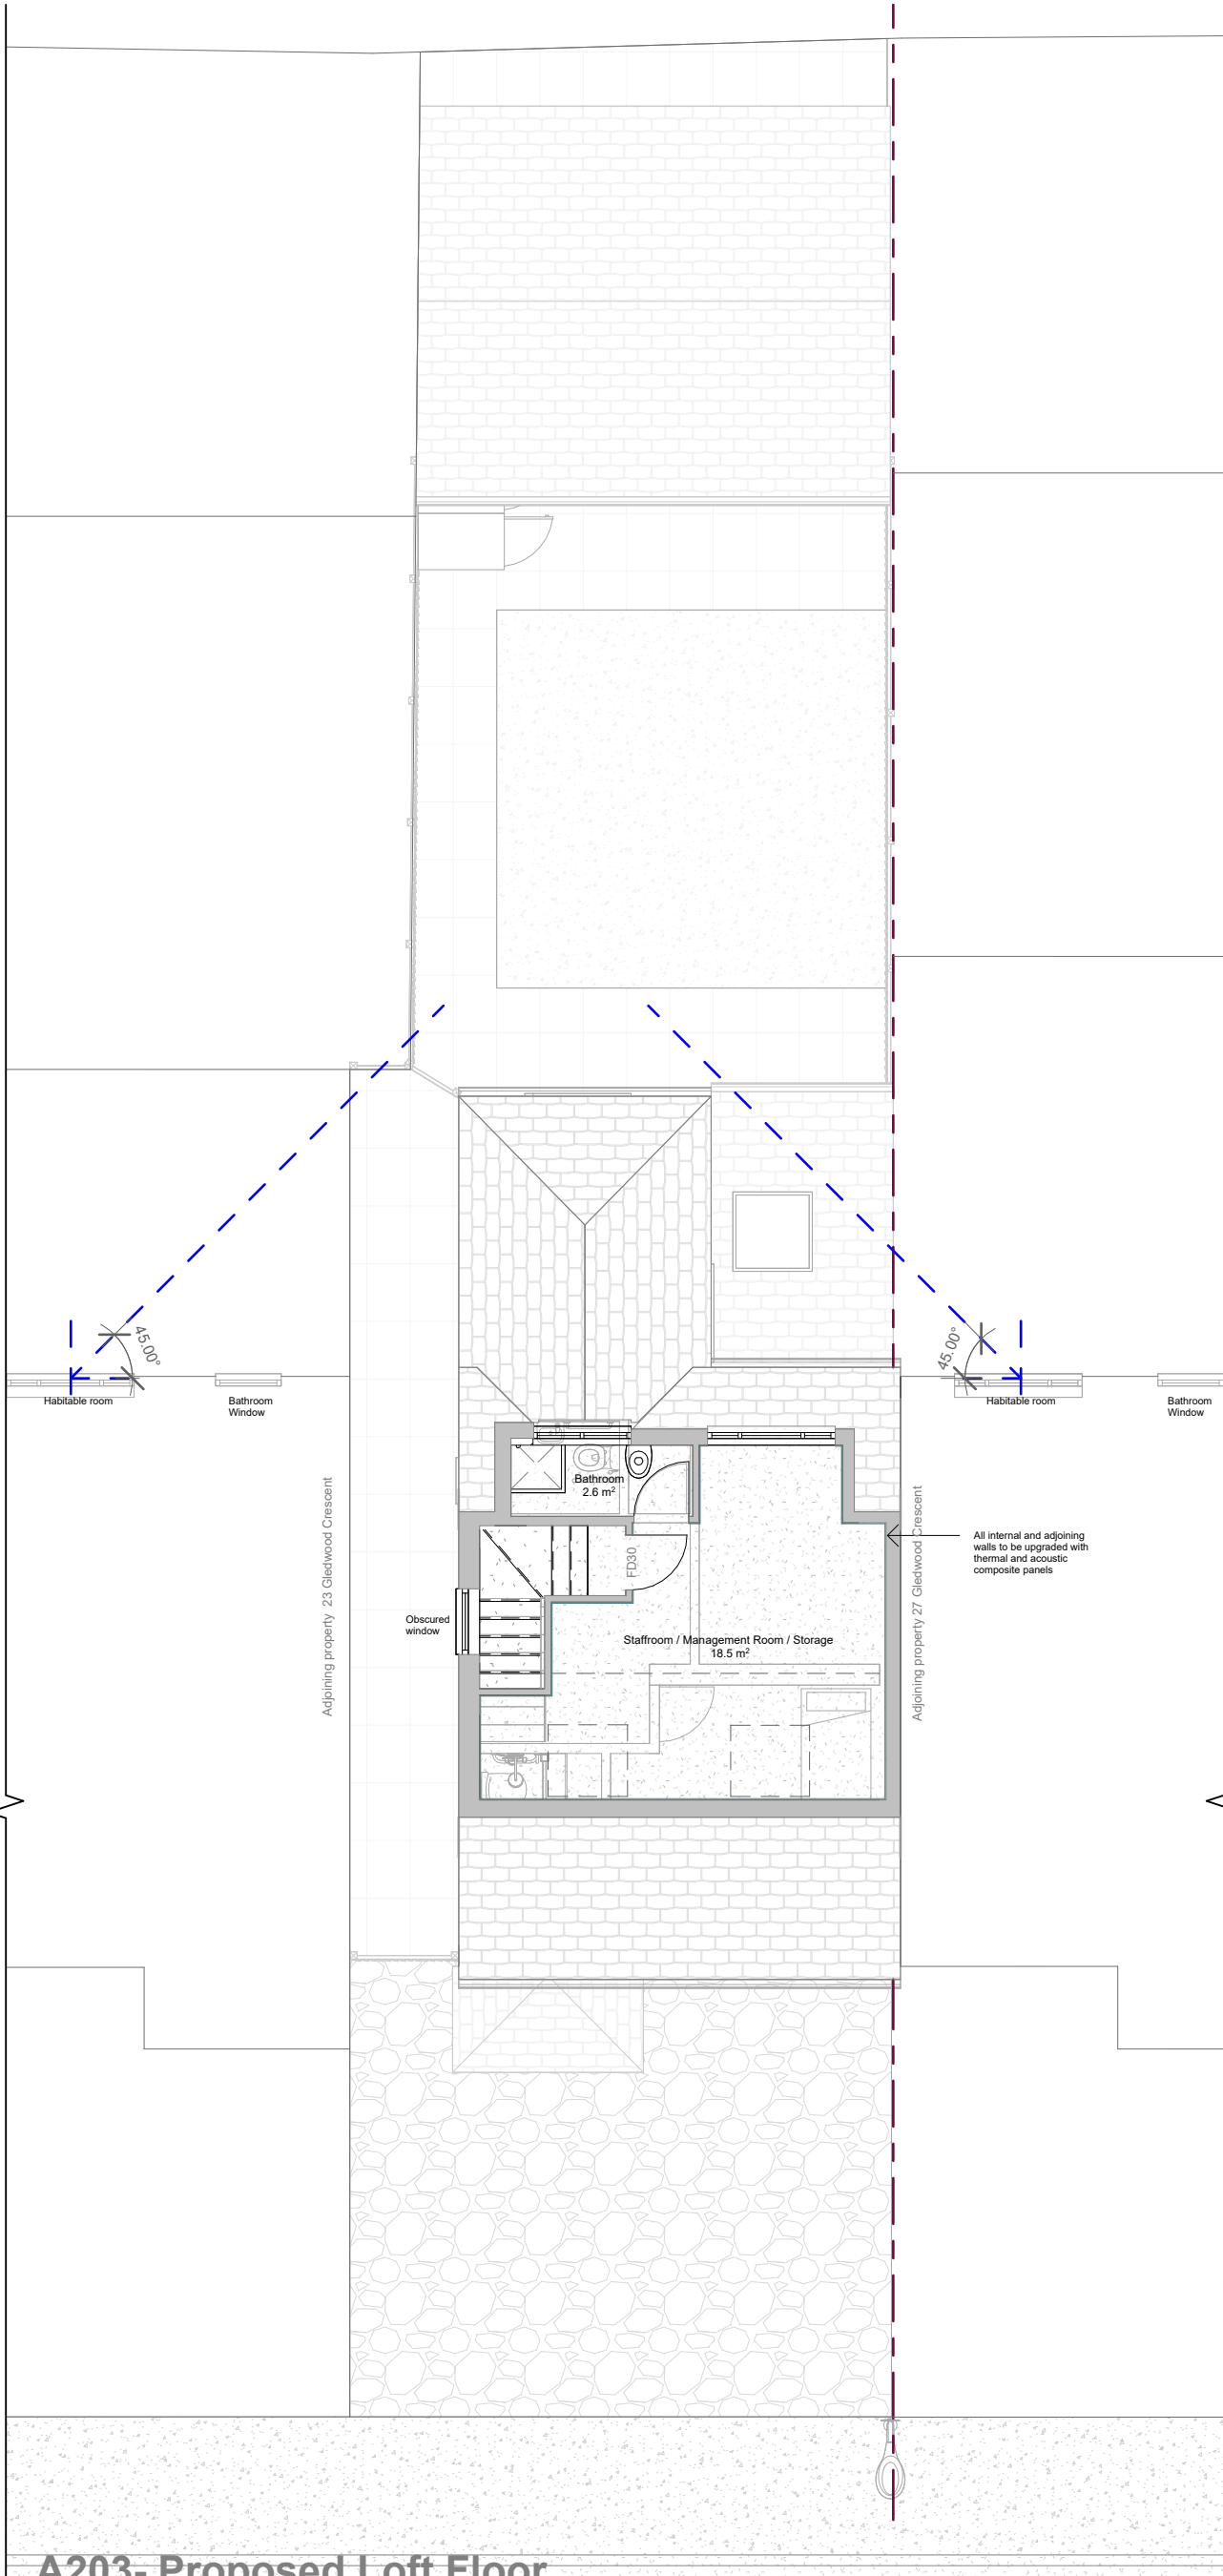 45.00°
45.00°
Habitable room
Bathroom
Window
Habitable room
Bathroom
Window
Bathroom
2.6 m²
Adjoining property  23 Gledwood Crescent
Adjoining property 27 Gledwood Crescent
All internal and adjoining
walls to be upgraded with
thermal and acoustic
composite panels
FD30
Obscured
window
Staffroom / Management Room / Storage
18.5 m²
A203- Proposed Loft Floor